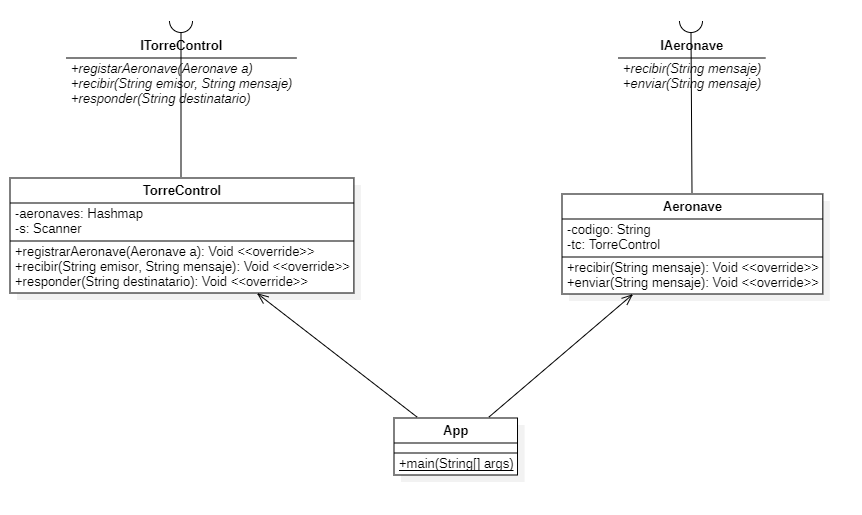 ITorreControl
+registarAeronave(Aeronave a)
+recibir(String emisor, String mensaje)
+responder(String destinatario)
IAeronave
+recibir(String mensaje)
+enviar(String mensaje)
TorreControl
-aeronaves: Hashmap
-s: Scanner
+registrarAeronave(Aeronave a): Void <<override>>
+recibir(String emisor, String mensaje): Void <<override>>
+responder(String destinatario): Void <<override>>
Aeronave
-codigo: String
-tc: TorreControl
+recibir(String mensaje): Void <<override>>
+enviar(String mensaje): Void <<override>>
App
+main(String[] args)